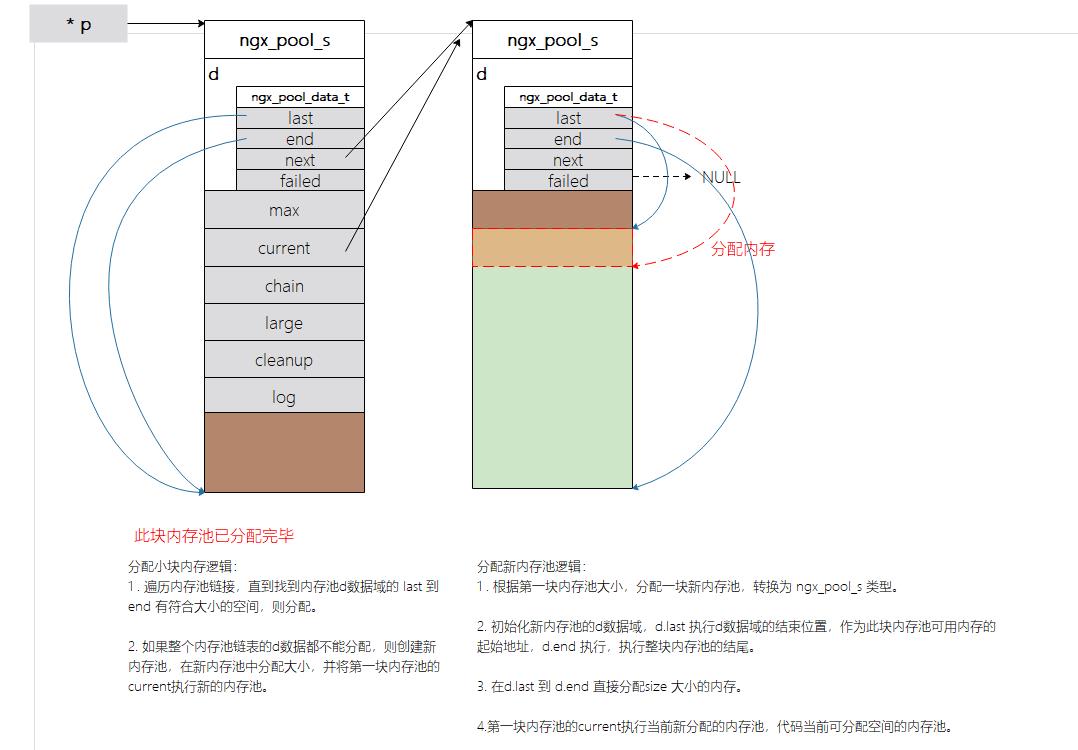 * p
ngx_pool_s
d
ngx_pool_data_t
last
end
next
failed
max
current
chain
large
cleanup
log
ngx_pool_s
d
ngx_pool_data_t
last
end
next
failed
NULL
分配内存
此块内存池已分配完毕
分配小块内存逻辑：
1 . 遍历内存池链接，直到找到内存池d数据域的 last 到
end 有符合大小的空间，则分配。
2. 如果整个内存池链表的d数据都不能分配，则创建新
内存池，在新内存池中分配大小，并将第一块内存池的
current执行新的内存池。
分配新内存池逻辑：
1 . 根据第一块内存池大小，分配一块新内存池，转换为 ngx_pool_s 类型。
2. 初始化新内存池的d数据域，d.last 执行d数据域的结束位置，作为此块内存池可用内存的
起始地址，d.end 执行，执行整块内存池的结尾。
3. 在d.last 到 d.end 直接分配size 大小的内存。
4.第一块内存池的current执行当前新分配的内存池，代码当前可分配空间的内存池。